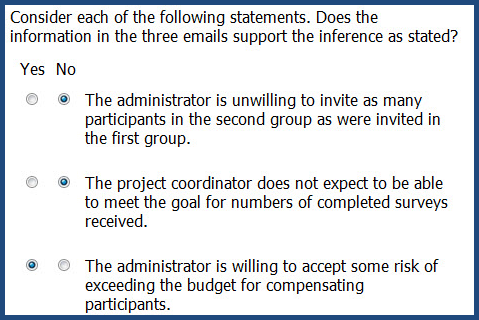 Consider each of the following statements. Does the
information in the three emails support the inference as stated?
Yes No
The administrator is unwilling to invite as many
participants in the second group as were invited in
the first group.
The project coordinator does not expect to be able
to meet the goal for numbers of completed surveys
received.
The administrator is willing to accept some risk of
exceeding the budget for compensating
participants.